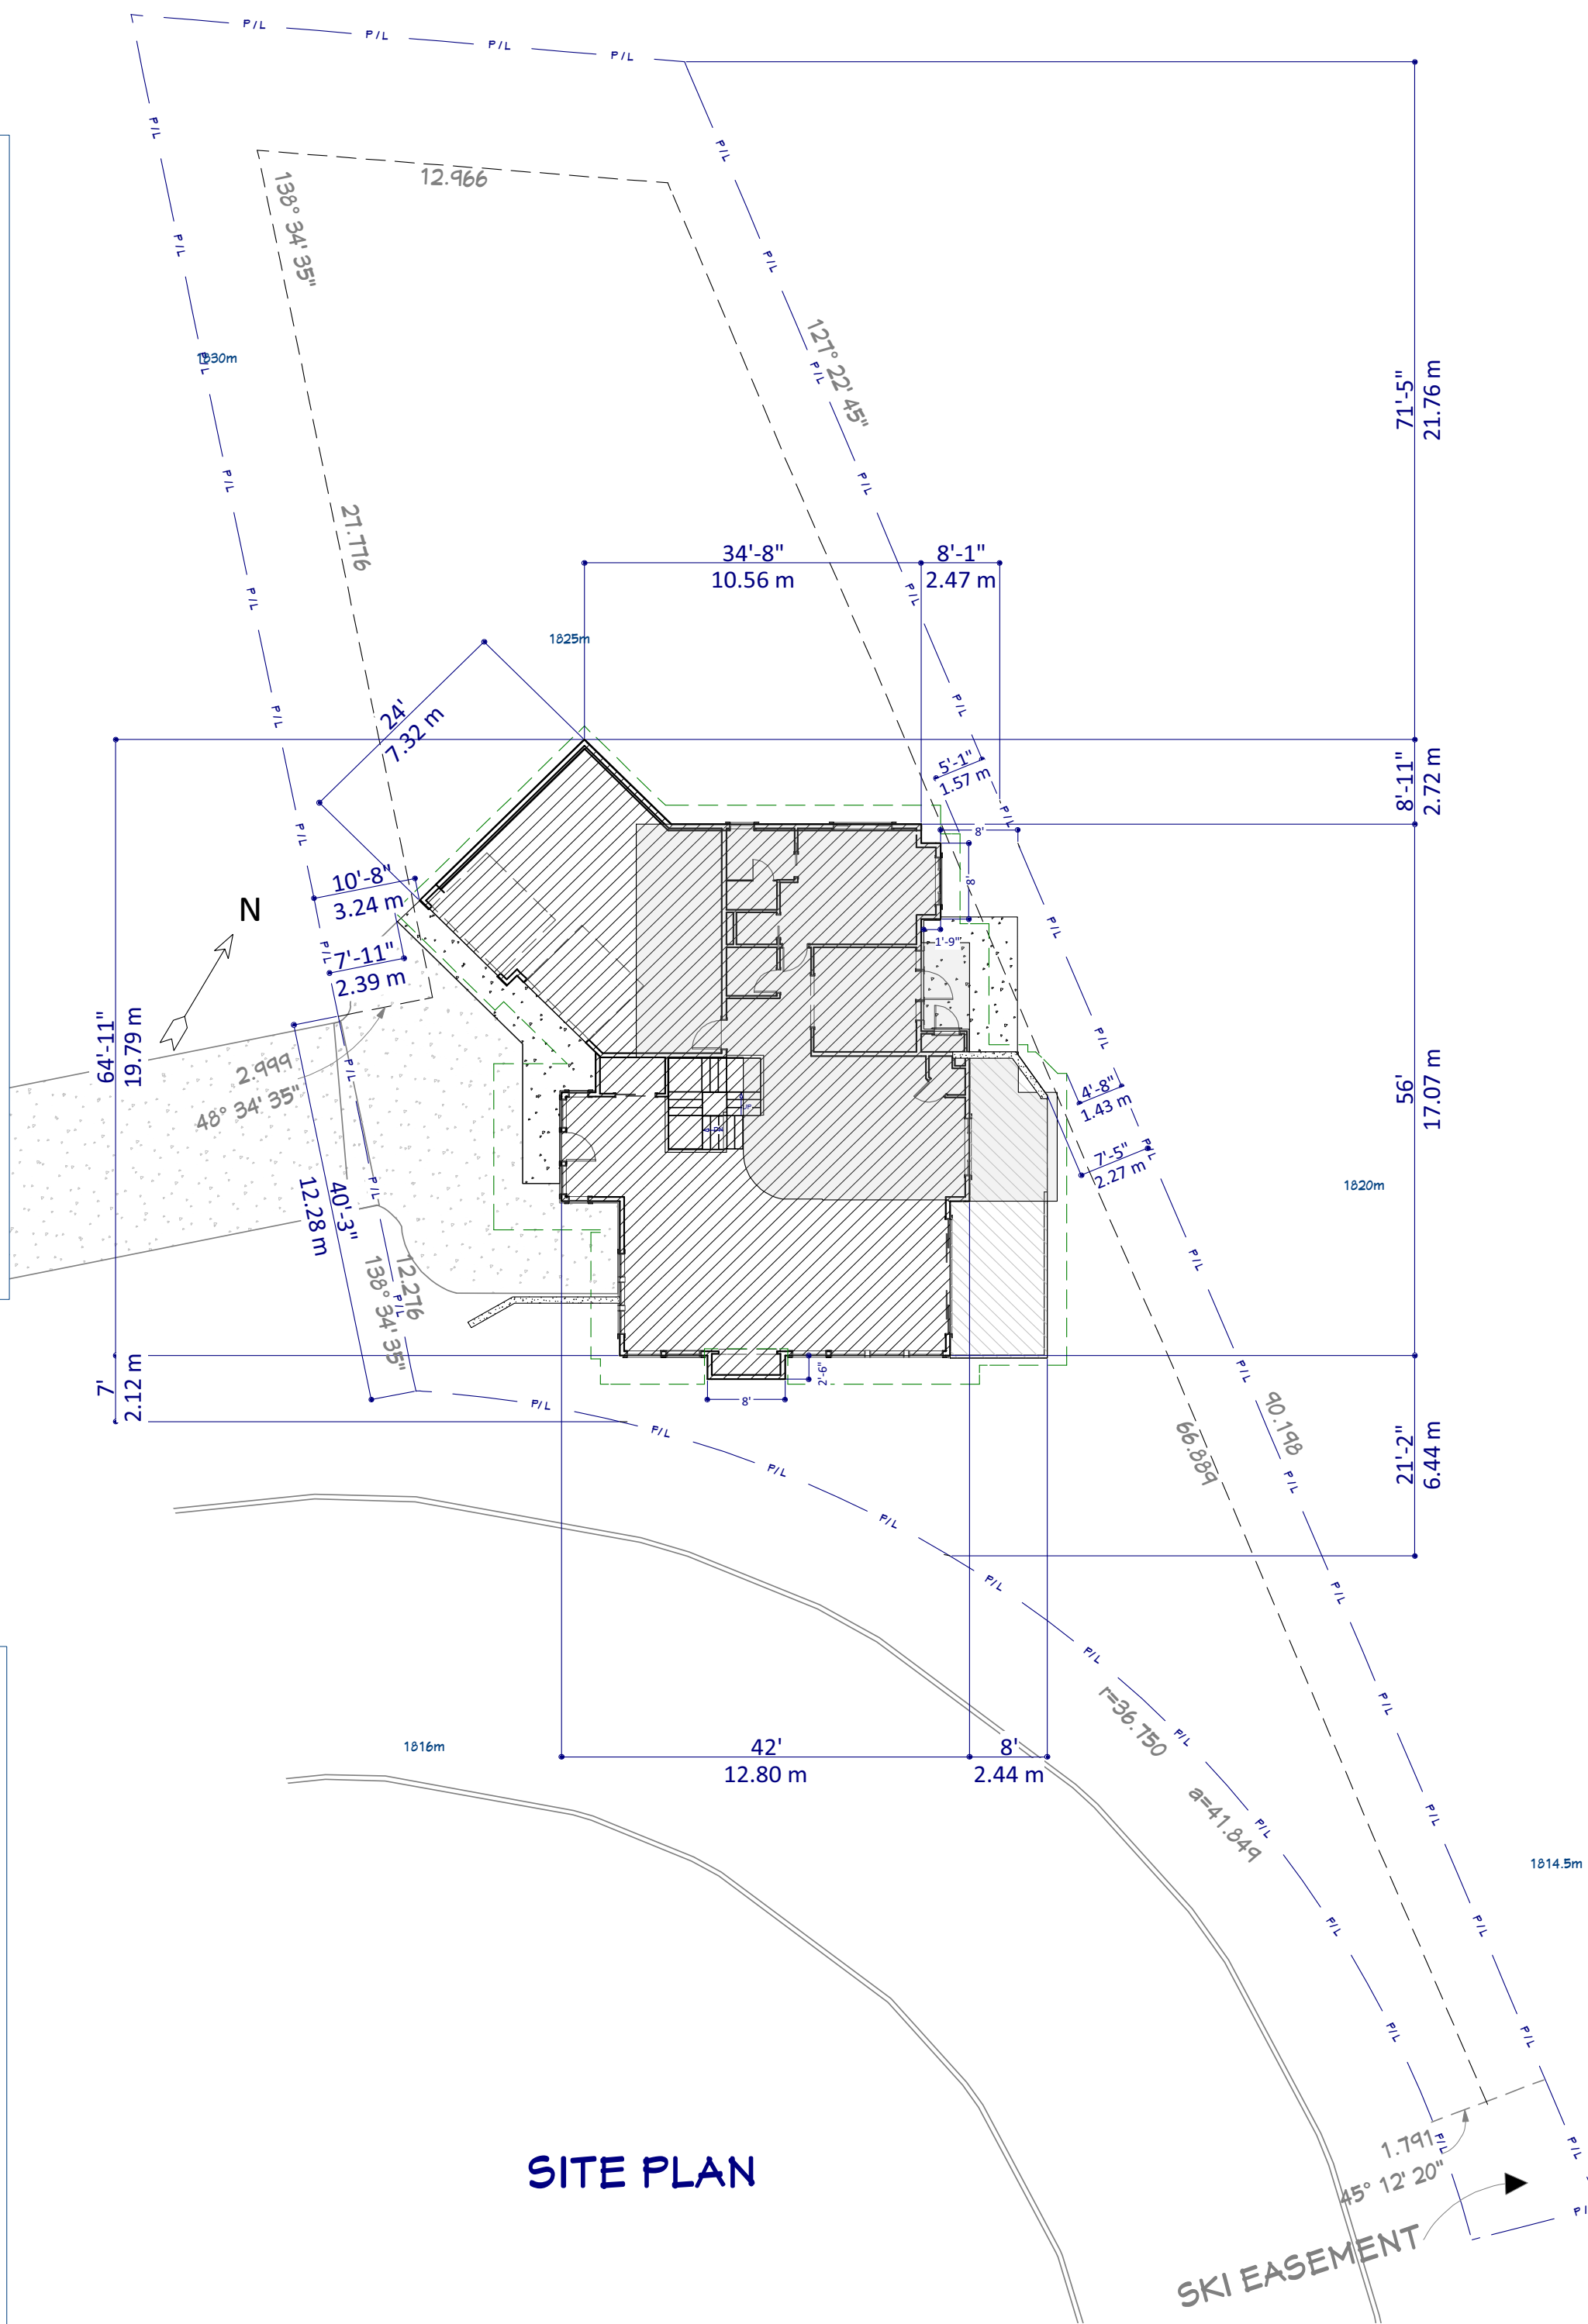 P/L P/L P/L P/L
P/L
P/L
12.966
138° 34' 35"
P/L
P/L
P/L
127° 22' 45"
1830m
P/L
P/L
71'-5"
21.76 m
P/L
P/L
27.776
34'-8"
10.56 m
8'-1"
2.47 m
P/L
P/L
1825m
24'
7.32 m
P/L
P/L
5'-1"
1.57 m
8'-11"
2.72 m
P/L
P/L
8'
8'
10'-8"
3.24 m
N
1'-9"
P/L
P/L
7'-11"
2.39 m
64'-11"
19.79 m
2.999
48° 34' 35"
P/L
P/L
4'-8"
1.43 m
56'
17.07 m
UP
7'-5"
2.27 m
P/L
1820m
P/L
40'-3"
12.28 m
12.276
138° 34' 35"
P/L
P/L
P/L
7'
2.12 m
2'-6"
8'
P/L
P/L
P/L
P/L
90.198
66.889
21'-2"
6.44 m
P/L
P/L
P/L
P/L
P/L
r=36.750
P/L
P/L
1816m
42'
12.80 m
8'
2.44 m
a=41.849
P/L
P/L
1814.5m
P/L
P/L
P/L
P/L
SITE PLAN
1.791
P/L
P/L
45° 12' 20"
SKI EASEMENT